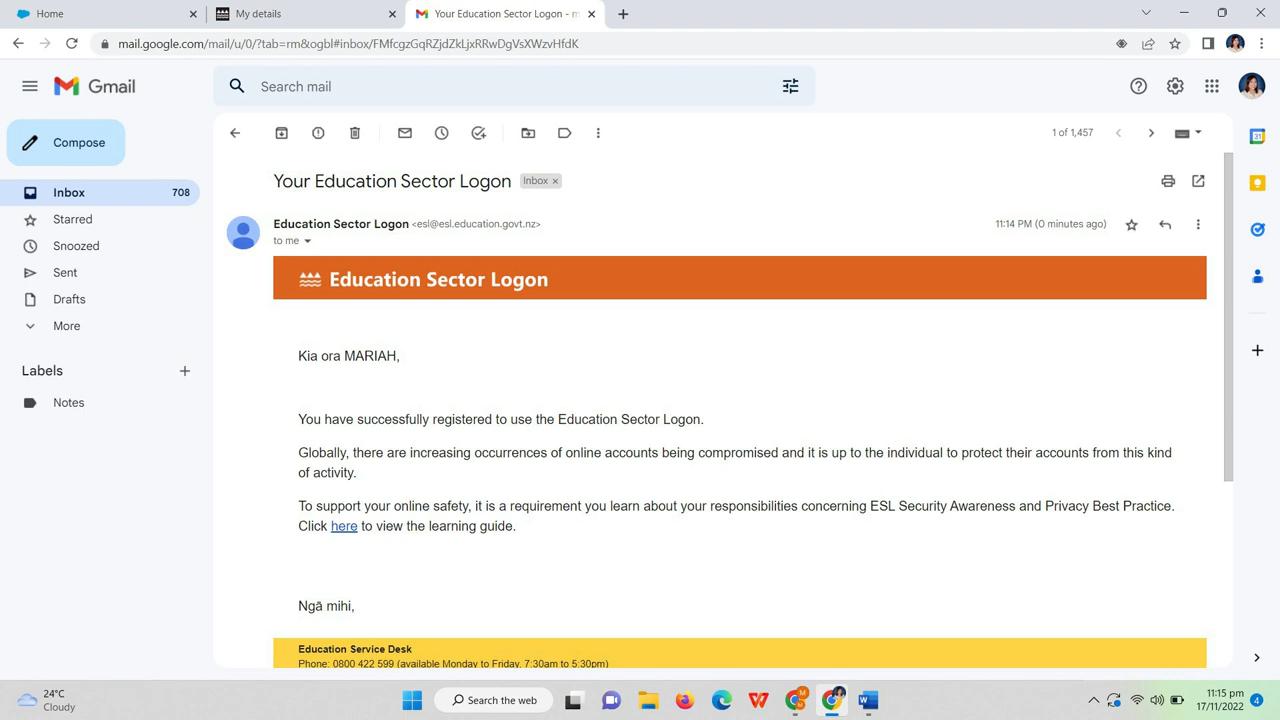 Home
My details
Your Education Sector Logon - m
mail.google.com/mail/u/0/?tab=rm&ogbl#inbox/FMfcgzGqRZjdZkLjxRRwDgVsXWzvHfdK
Gmail
Search mail
Compose
1 of 1,457
Inbox 708
Starred
Snoozed
Sent
Drafts
More
Labels
Notes
Your Education Sector Logon Inbox
Education Sector Logon <esl@esl.education.govt.nz> 11:14 PM (0 minutes ago)
to me
Education Sector Logon
Kia ora MARIAH,
You have successfully registered to use the Education Sector Logon.
Globally, there are increasing occurrences of online accounts being compromised and it is up to the individual to protect their accounts from this kind
of activity.
To support your online safety, it is a requirement you learn about your responsibilities concerning ESL Security Awareness and Privacy Best Practice.
Click here to view the learning guide.
Ngā mihi,
Education Service Desk
Phone: 0800 422 599 (available Monday to Friday, 7:30am to 5:30pm)
31
24°C
Cloudy
Search the web
11:15 pm
17/11/2022
4